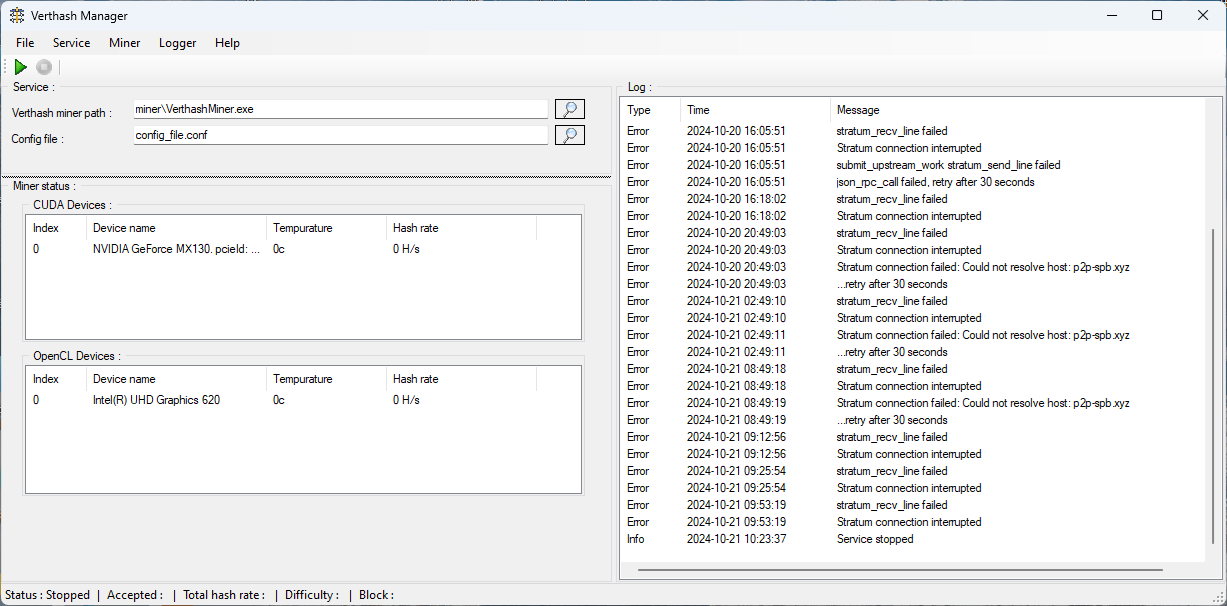 Verthash Manager
File Service Miner Logger Help
Service :
Verthash miner path : miner\VerthashMiner.exe
Config file : config_file.conf
Miner status :
CUDA Devices :
Index Device name Tempurature Hash rate
0 NVIDIA GeForce MX130. pcieId: ... 0c 0 H/s
OpenCL Devices :
Index Device name Tempurature Hash rate
0 Intel(R) UHD Graphics 620 0c 0 H/s
Log :
Type Time Message
Error 2024-10-20 16:05:51 stratum_recv_line failed
Error 2024-10-20 16:05:51 Stratum connection interrupted
Error 2024-10-20 16:05:51 submit_upstream_work stratum_send_line failed
Error 2024-10-20 16:05:51 json_rpc_call failed, retry after 30 seconds
Error 2024-10-20 16:18:02 stratum_recv_line failed
Error 2024-10-20 16:18:02 Stratum connection interrupted
Error 2024-10-20 20:49:03 stratum_recv_line failed
Error 2024-10-20 20:49:03 Stratum connection interrupted
Error 2024-10-20 20:49:03 Stratum connection failed: Could not resolve host: p2p-spb.xyz
Error 2024-10-20 20:49:03 ...retry after 30 seconds
Error 2024-10-21 02:49:10 stratum_recv_line failed
Error 2024-10-21 02:49:10 Stratum connection interrupted
Error 2024-10-21 02:49:11 Stratum connection failed: Could not resolve host: p2p-spb.xyz
Error 2024-10-21 02:49:11 ...retry after 30 seconds
Error 2024-10-21 08:49:18 stratum_recv_line failed
Error 2024-10-21 08:49:18 Stratum connection interrupted
Error 2024-10-21 08:49:19 Stratum connection failed: Could not resolve host: p2p-spb.xyz
Error 2024-10-21 08:49:19 ...retry after 30 seconds
Error 2024-10-21 09:12:56 stratum_recv_line failed
Error 2024-10-21 09:12:56 Stratum connection interrupted
Error 2024-10-21 09:25:54 stratum_recv_line failed
Error 2024-10-21 09:25:54 Stratum connection interrupted
Error 2024-10-21 09:53:19 stratum_recv_line failed
Error 2024-10-21 09:53:19 Stratum connection interrupted
Info 2024-10-21 10:23:37 Service stopped
Status : Stopped | Accepted : | Total hash rate : | Difficulty : | Block :